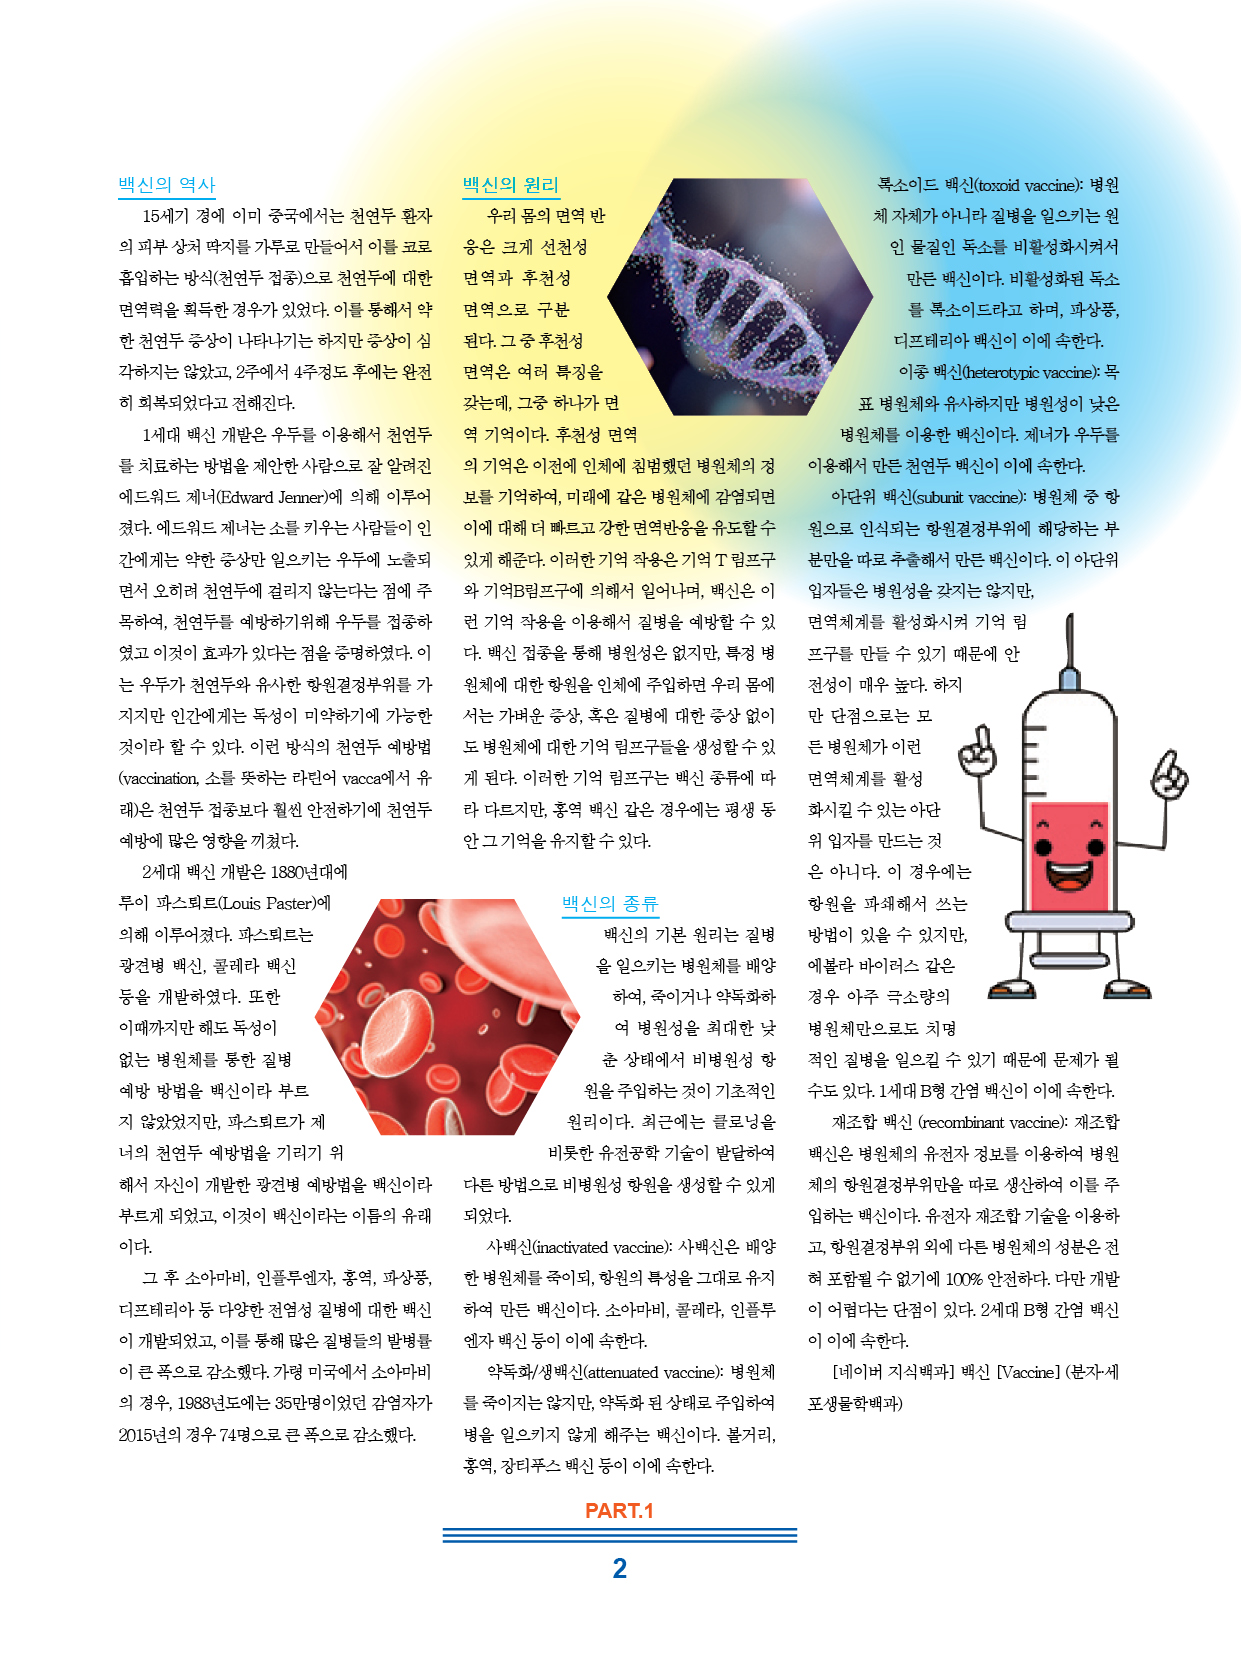 백신의 역사
15세기 경에 이미 중국에서는 천연두 환자
의 피부 상처 딱지를 가루로 만들어서 이를 코로
흡입하는 방식(천연두 접종)으로 천연두에 대한
면역력을 획득한 경우가 있었다. 이를 통해서 약
한 천연두 증상이 나타나기는 하지만 증상이 심
각하지는 않았고, 2주에서 4주정도 후에는 완전
히 회복되었다고 전해진다.
1세대 백신 개발은 우두를 이용해서 천연두
를 치료하는 방법을 제안한 사람으로 잘 알려진
에드워드 제너(Edward Jenner)에 의해 이루어
졌다. 에드워드 제너는 소를 키우는 사람들이 인
간에게는 약한 증상만 일으키는 우두에 노출되
면서 오히려 천연두에 걸리지 않는다는 점에 주
목하여, 천연두를 예방하기위해 우두를 접종하
였고 이것이 효과가 있다는 점을 증명하였다. 이
는 우두가 천연두와 유사한 항원결정부위를 가
지지만 인간에게는 독성이 미약하기에 가능한
것이라 할 수 있다. 이런 방식의 천연두 예방법
(vaccination, 소를 뜻하는 라틴어 vacca에서 유
래)은 천연두 접종보다 훨씬 안전하기에 천연두
예방에 많은 영향을 끼쳤다.
2세대 백신 개발은 1880년대에
루이 파스퇴르(Louis Paster)에
의해 이루어졌다. 파스퇴르는
광견병 백신, 콜레라 백신
등을 개발하였다. 또한
이때까지만 해도 독성이
없는 병원체를 통한 질병
예방 방법을 백신이라 부르
지 않았었지만, 파스퇴르가 제
너의 천연두 예방법을 기리기 위
해서 자신이 개발한 광견병 예방법을 백신이라
부르게 되었고, 이것이 백신이라는 이름의 유래
이다.
그 후 소아마비, 인플루엔자, 홍역, 파상풍,
디프테리아 등 다양한 전염성 질병에 대한 백신
이 개발되었고, 이를 통해 많은 질병들의 발병률
이 큰 폭으로 감소했다. 가령 미국에서 소아마비
의 경우, 1988년도에는 35만명이었던 감염자가
2015년의 경우 74명으로 큰 폭으로 감소했다.
백신의 원리
우리 몸의 면역 반
응은 크게 선천성
면역과 후천성
면역으로 구분
된다. 그 중 후천성
면역은 여러 특징을
갖는데, 그중 하나가 면
역 기억이다. 후천성 면역
의 기억은 이전에 인체에 침범했던 병원체의 정
보를 기억하여, 미래에 같은 병원체에 감염되면
이에 대해 더 빠르고 강한 면역반응을 유도할 수
있게 해준다. 이러한 기억 작용은 기억 T 림프구
와 기억B림프구에 의해서 일어나며, 백신은 이
런 기억 작용을 이용해서 질병을 예방할 수 있
다. 백신 접종을 통해 병원성은 없지만, 특정 병
원체에 대한 항원을 인체에 주입하면 우리 몸에
서는 가벼운 증상, 혹은 질병에 대한 증상 없이
도 병원체에 대한 기억 림프구들을 생성할 수 있
게 된다. 이러한 기억 림프구는 백신 종류에 따
라 다르지만, 홍역 백신 같은 경우에는 평생 동
안 그 기억을 유지할 수 있다.
백신의 종류
백신의 기본 원리는 질병
을 일으키는 병원체를 배양
하여, 죽이거나 약독화하
여 병원성을 최대한 낮
춘 상태에서 비병원성 항
원을 주입하는 것이 기초적인
원리이다. 최근에는 클로닝을
비롯한 유전공학 기술이 발달하여
다른 방법으로 비병원성 항원을 생성할 수 있게
되었다.
사백신(inactivated vaccine): 사백신은 배양
한 병원체를 죽이되, 항원의 특성을 그대로 유지
하여 만든 백신이다. 소아마비, 콜레라, 인플루
엔자 백신 등이 이에 속한다.
약독화/생백신(attenuated vaccine): 병원체
를 죽이지는 않지만, 약독화 된 상태로 주입하여
병을 일으키지 않게 해주는 백신이다. 볼거리,
홍역, 장티푸스 백신 등이 이에 속한다.
톡소이드 백신(toxoid vaccine): 병원
체 자체가 아니라 질병을 일으키는 원
인 물질인 독소를 비활성화시켜서
만든 백신이다. 비활성화된 독소
를 톡소이드라고 하며, 파상풍,
디프테리아 백신이 이에 속한다.
이종 백신(heterotypic vaccine): 목
표 병원체와 유사하지만 병원성이 낮은
병원체를 이용한 백신이다. 제너가 우두를
이용해서 만든 천연두 백신이 이에 속한다.
아단위 백신(subunit vaccine): 병원체 중 항
원으로 인식되는 항원결정부위에 해당하는 부
분만을 따로 추출해서 만든 백신이다. 이 아단위
입자들은 병원성을 갖지는 않지만,
면역체계를 활성화시켜 기억 림
프구를 만들 수 있기 때문에 안
전성이 매우 높다. 하지
만 단점으로는 모
든 병원체가 이런
면역체계를 활성
화시킬 수 있는 아단
위 입자를 만드는 것
은 아니다. 이 경우에는
항원을 파쇄해서 쓰는
방법이 있을 수 있지만,
에볼라 바이러스 같은
경우 아주 극소량의
병원체만으로도 치명
적인 질병을 일으킬 수 있기 때문에 문제가 될
수도 있다. 1세대 B형 간염 백신이 이에 속한다.
재조합 백신 (recombinant vaccine): 재조합
백신은 병원체의 유전자 정보를 이용하여 병원
체의 항원결정부위만을 따로 생산하여 이를 주
입하는 백신이다. 유전자 재조합 기술을 이용하
고, 항원결정부위 외에 다른 병원체의 성분은 전
혀 포함될 수 없기에 100% 안전하다. 다만 개발
이 어렵다는 단점이 있다. 2세대 B형 간염 백신
이 이에 속한다.
[네이버 지식백과] 백신 [Vaccine] (분자·세
포생물학백과)
PART.1
2